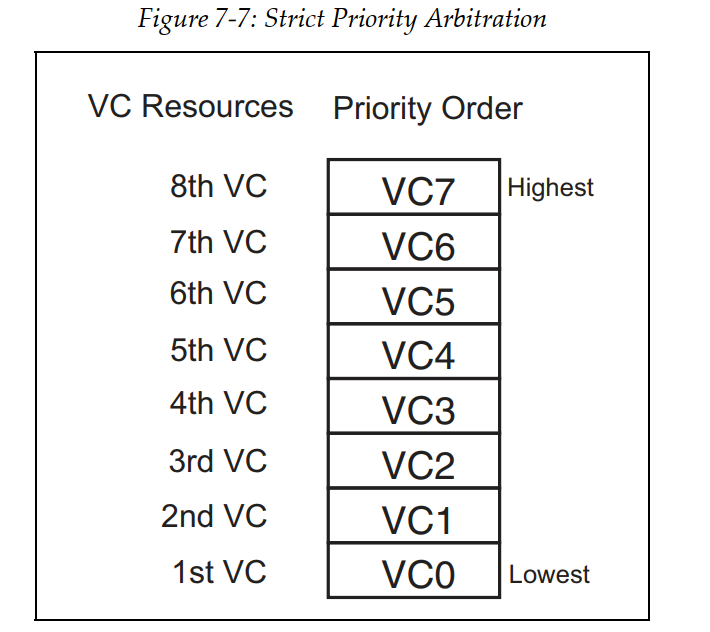 Figure 7-7: Strict Priority Arbitration
VC Resources Priority Order
8th VC VC7 Highest
7th VC VC6
6th VC VC5
5th VC VC4
4th VC VC3
3rd VC VC2
2nd VC VC1
1st VC VC0 Lowest